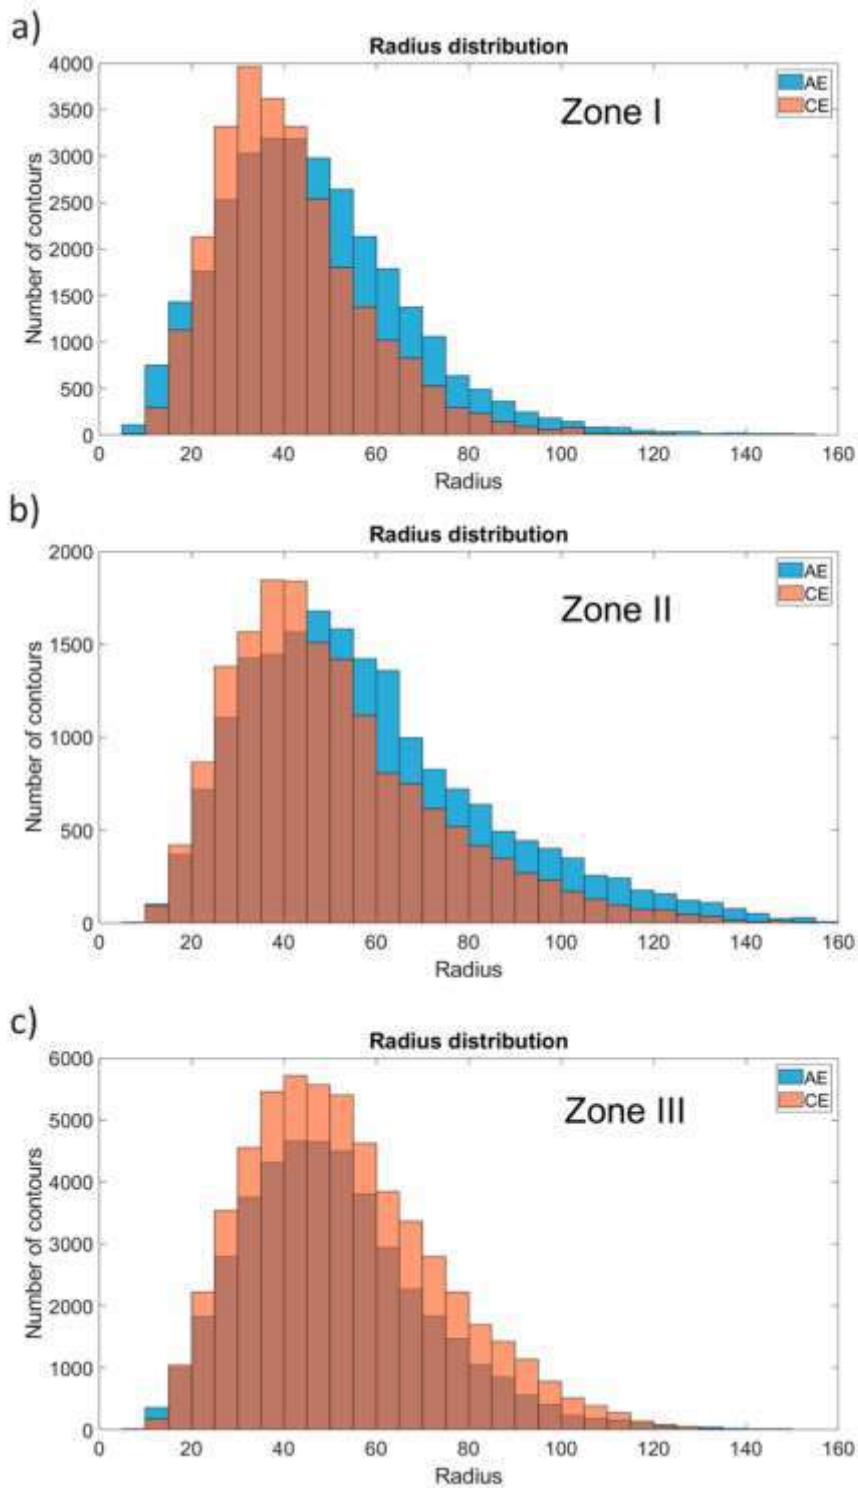 a)
Radius distribution
4000
3500
3000
2500
2000
1500
1000
500
0
Number of contours
Zone I
AE
CE
0 20 40 60 80 100 120 140 160
Radius
b)
Radius distribution
2000
1500
1000
500
0
Number of contours
Zone II
AE
CE
0 20 40 60 80 100 120 140 160
Radius
c)
Radius distribution
6000
5000
4000
3000
2000
1000
0
Number of contours
Zone III
AE
CE
0 20 40 60 80 100 120 140 160
Radius